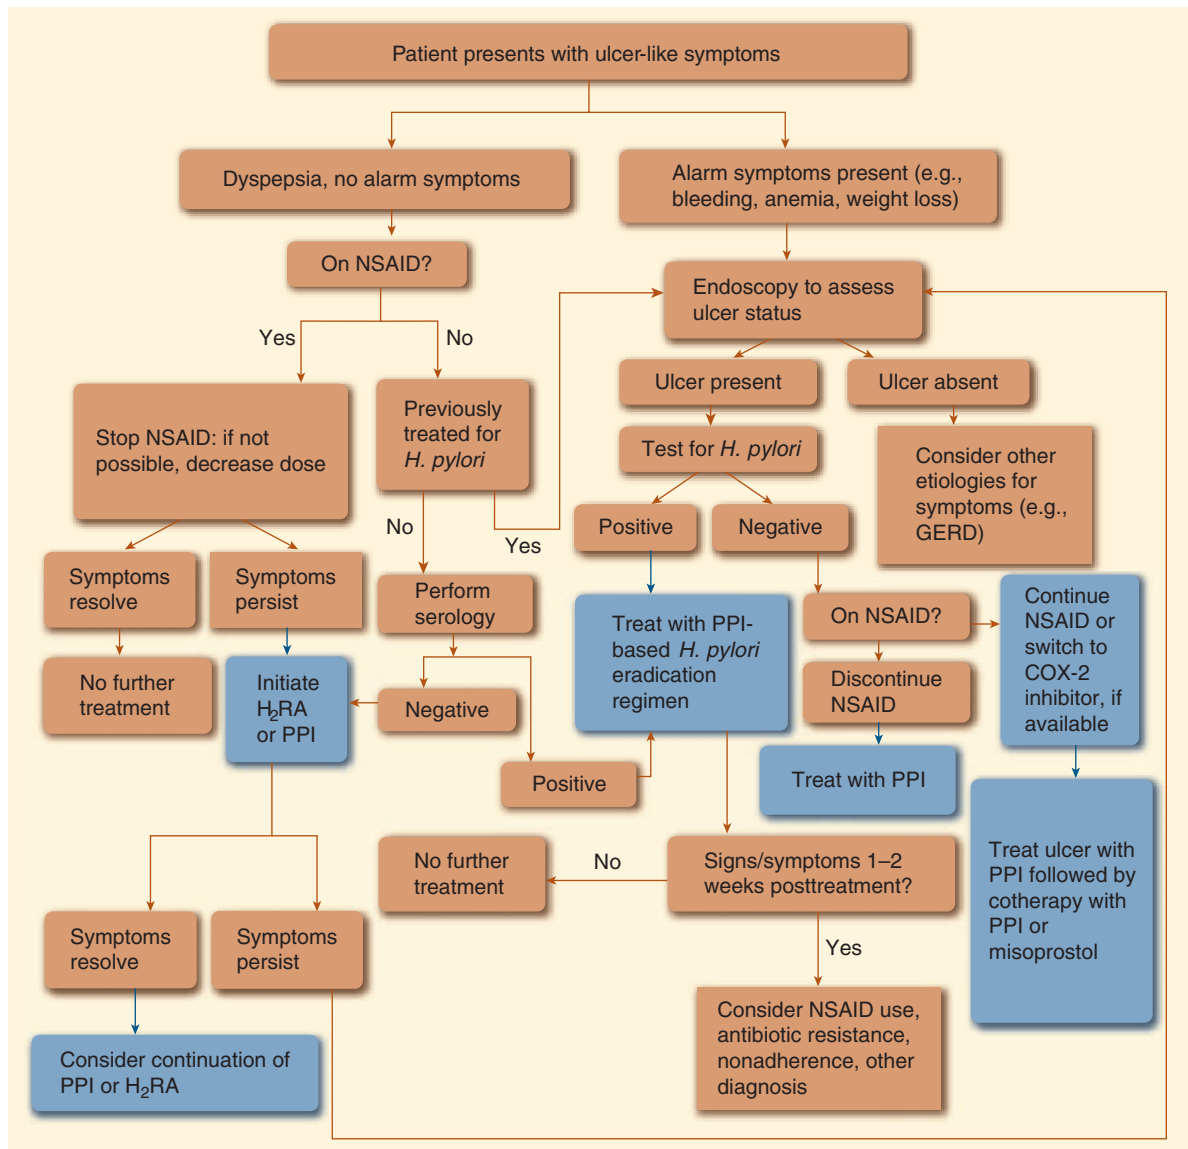 Patient presents with ulcer-like symptoms
Dyspepsia, no alarm symptoms
Alarm symptoms present (e.g.,
bleeding, anemia, weight loss)
On NSAID?
Endoscopy to assess
ulcer status
Yes
No
Ulcer present
Ulcer absent
Stop NSAID: if not
possible, decrease dose
Previously
treated for
H. pylori
Test for H. pylori
Consider other
etiologies for
symptoms (e.g.,
GERD)
No
Yes
Positive
Negative
Symptoms
resolve
Symptoms
persist
Perform
serology
Treat with PPI-
based H. pylori
eradication
regimen
On NSAID?
Continue
NSAID or
switch to
COX-2
inhibitor, if
available
No further
treatment
Initiate
H₂RA
or PPI
Negative
Discontinue
NSAID
Positive
Treat with PPI
No further
treatment
No
Signs/symptoms 1–2
weeks posttreatment?
Treat ulcer with
PPI followed by
cotherapy with
PPI or
misoprostol
Symptoms
resolve
Symptoms
persist
Yes
Consider NSAID use,
antibiotic resistance,
nonadherence, other
diagnosis
Consider continuation of
PPI or H₂RA